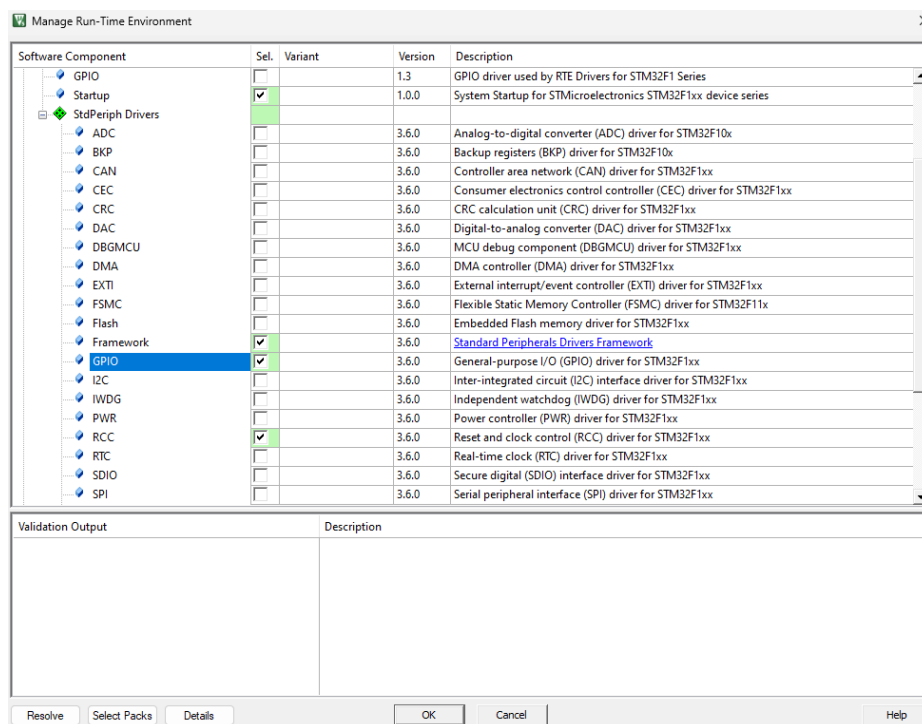 Manage Run-Time Environment
Software Component Sel. Variant Version Description
GPIO 1.3 GPIO driver used by RTE Drivers for STM32F1 Series
Startup 1.0.0 System Startup for STMicroelectronics STM32F1xx device series
StdPeriph Drivers
ADC 3.6.0 Analog-to-digital converter (ADC) driver for STM32F10x
BKP 3.6.0 Backup registers (BKP) driver for STM32F10x
CAN 3.6.0 Controller area network (CAN) driver for STM32F1xx
CEC 3.6.0 Consumer electronics control controller (CEC) driver for STM32F1xx
CRC 3.6.0 CRC calculation unit (CRC) driver for STM32F1xx
DAC 3.6.0 Digital-to-analog converter (DAC) driver for STM32F1xx
DBGMCU 3.6.0 MCU debug component (DBGMCU) driver for STM32F1xx
DMA 3.6.0 DMA controller (DMA) driver for STM32F1xx
EXTI 3.6.0 External interrupt/event controller (EXTI) driver for STM32F1xx
FSMC 3.6.0 Flexible Static Memory Controller (FSMC) driver for STM32F11x
Flash 3.6.0 Embedded Flash memory driver for STM32F1xx
Framework 3.6.0 Standard Peripherals Drivers Framework
GPIO 3.6.0 General-purpose I/O (GPIO) driver for STM32F1xx
I2C 3.6.0 Inter-integrated circuit (I2C) interface driver for STM32F1xx
IWDG 3.6.0 Independent watchdog (IWDG) driver for STM32F1xx
PWR 3.6.0 Power controller (PWR) driver for STM32F1xx
RCC 3.6.0 Reset and clock control (RCC) driver for STM32F1xx
RTC 3.6.0 Real-time clock (RTC) driver for STM32F1xx
SDIO 3.6.0 Secure digital (SDIO) interface driver for STM32F1xx
SPI 3.6.0 Serial peripheral interface (SPI) driver for STM32F1xx
Validation Output Description
Resolve Select Packs Details OK Cancel Help